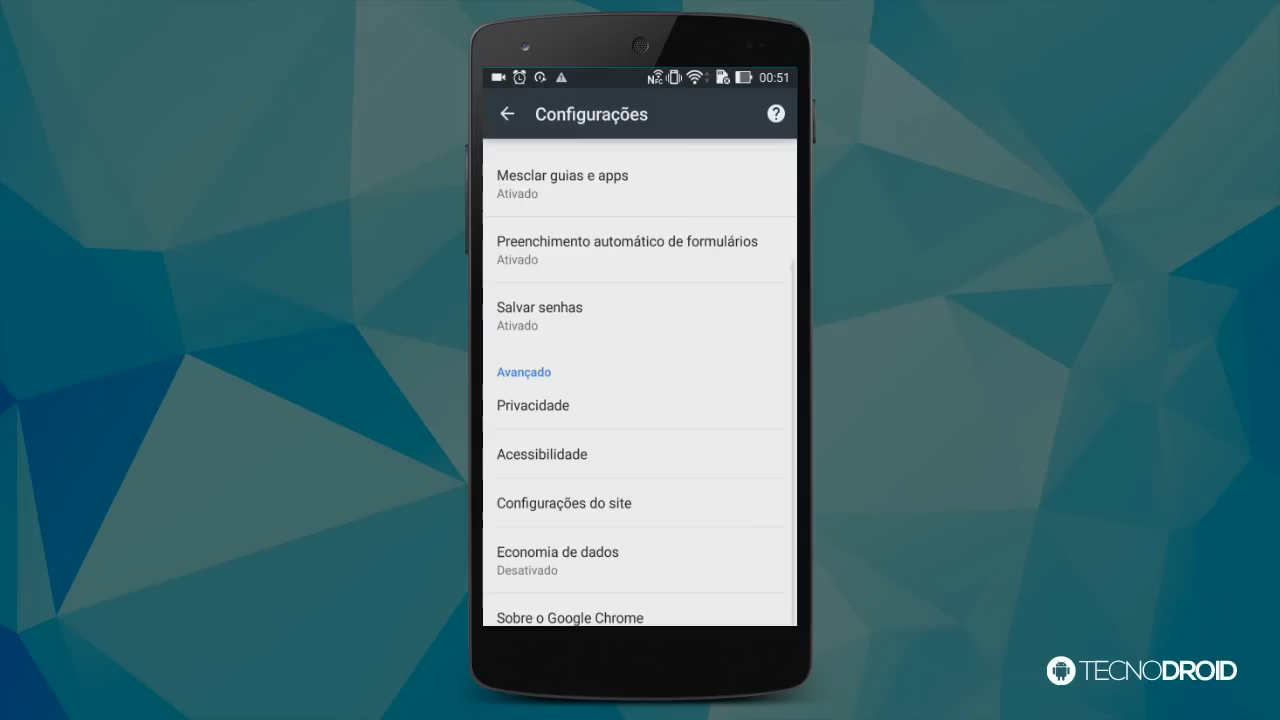 NFC 00:51
Configurações
Mesclar guias e apps
Ativado
Preenchimento automático de formulários
Ativado
Salvar senhas
Ativado
Avançado
Privacidade
Acessibilidade
Configurações do site
Economia de dados
Desativado
Sobre o Google Chrome
TECNODROID